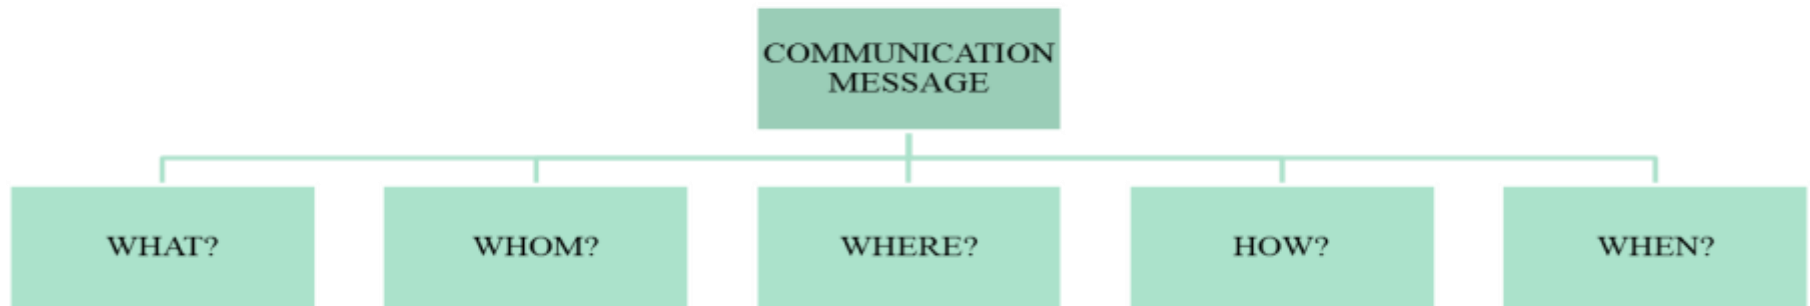 COMMUNICATION
MESSAGE
WHAT?
WHOM?
WHERE?
HOW?
WHEN?